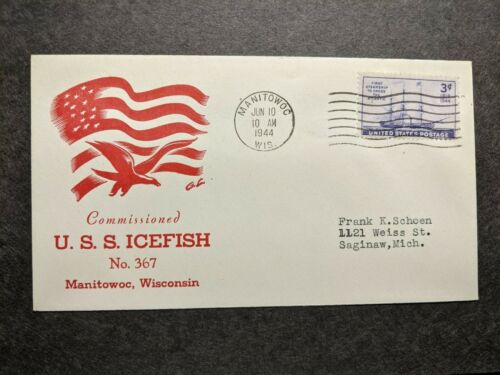 Commissioned
U. S. S. ICEFISH
No. 367
Manitowoc, Wisconsin
MANITOWOC
JUN 10
10 AM
1944
WIS.
FIRST
STEAMSHIP
TO CROSS
THE
ATLANTIC
3¢
1944
UNITED STATES POSTAGE
Frank K.Schoen
1121 Weiss St.
Saginaw,Mich.